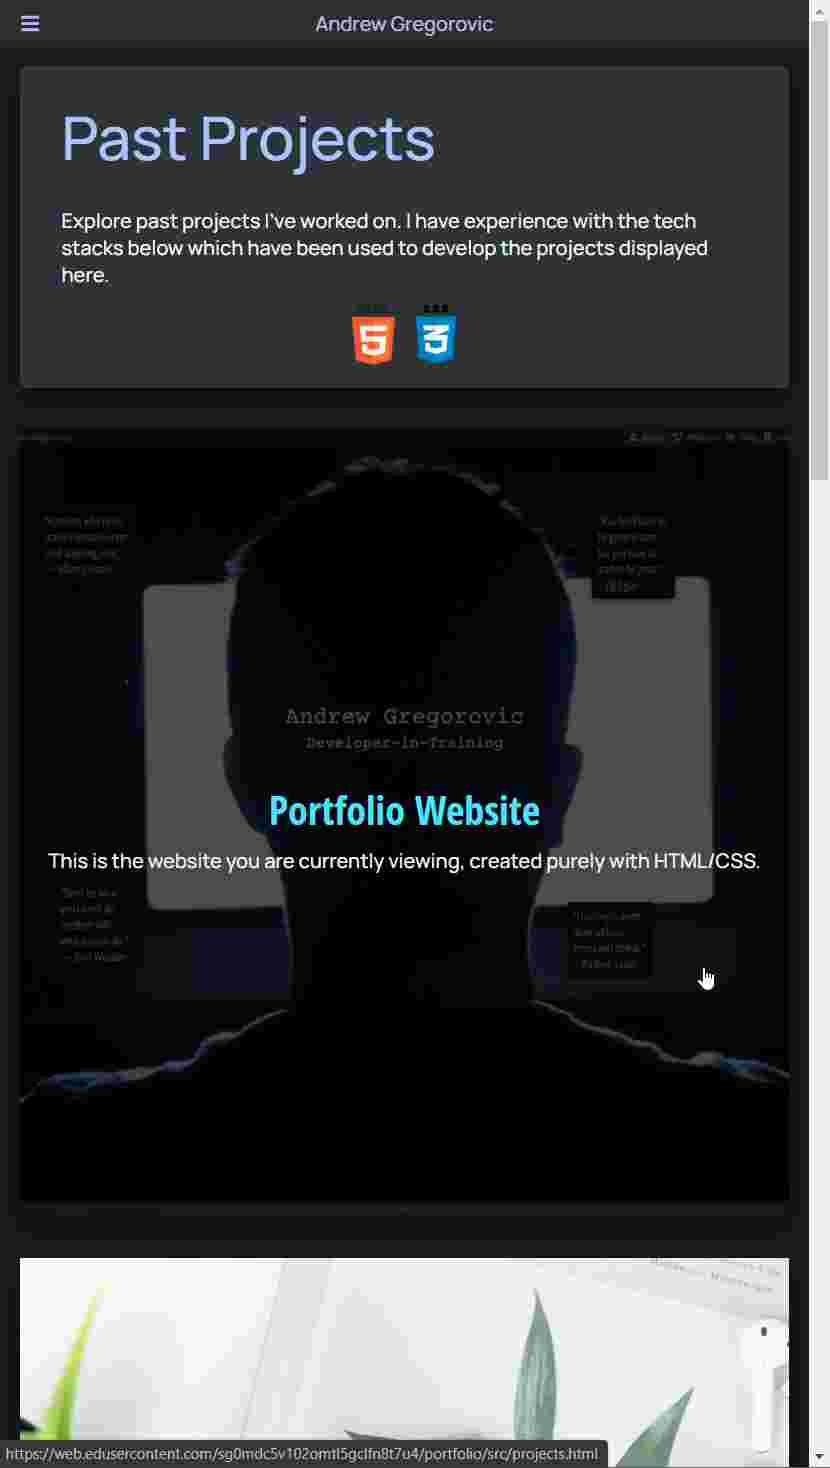 Andrew Gregorovic
Past Projects
Explore past projects I've worked on. I have experience with the tech
stacks below which have been used to develop the projects displayed
here.
5
3
Andrew Gregorovic
Developer-in-Training
Portfolio Website
This is the website you are currently viewing, created purely with HTML/CSS.
https://web.edusercontent.com/sg0mdc5v102omtl5gclfn8t7u4/portfolio/src/projects.html